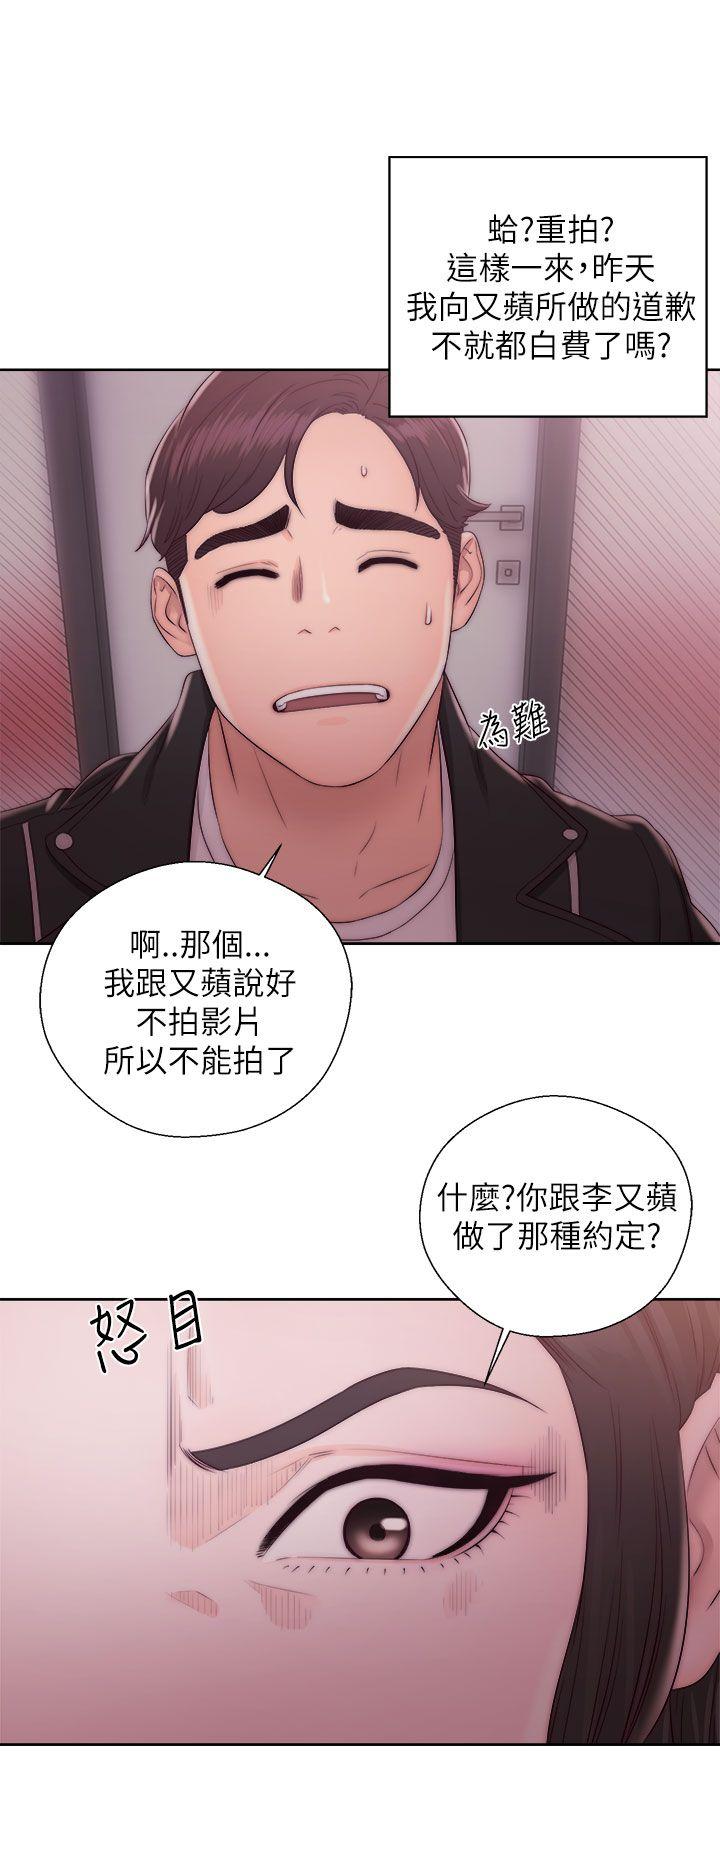 蛤?重拍?
這樣一來,昨天
我向又蘋所做的道歉
不就都白費了嗎?
為難
啊..那個...
我跟又蘋說好
不拍影片
所以不能拍了
什麼?你跟李又蘋
做了那種約定?
怒目